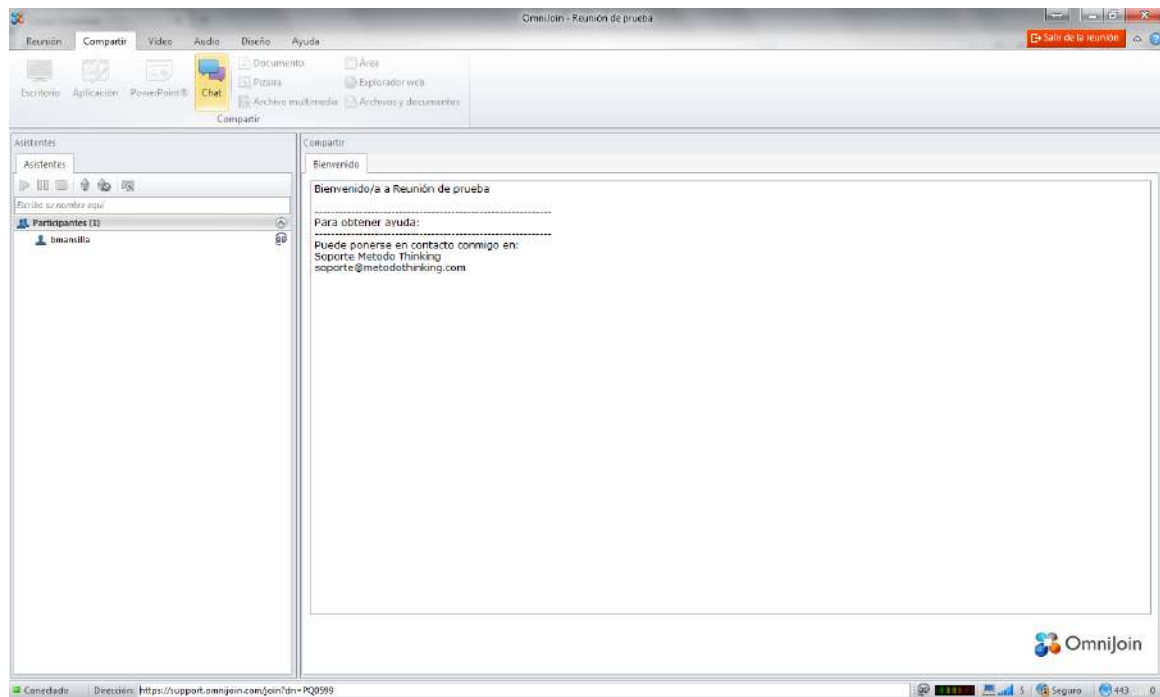 OmniJoin - Reunión de prueba
Reunión Compartir Video Audio Diseño Ayuda
Salir de la reunión
Escritorio Aplicación PowerPoint® Chat
Documento Área
Pizarra Explorador web
Archivo multimedia Archivos y documentos
Compartir
Asistentes
Asistentes
Escriba su nombre aquí
Participantes (1)
bmansilla
Compartir
Bienvenido
Bienvenido/a a Reunión de prueba
------------------------------------------------------------
Para obtener ayuda:
------------------------------------------------------------
Puede ponerse en contacto conmigo en:
Soporte Metodo Thinking
soporte@metodothinking.com
OmniJoin
Conectado Dirección: https://support.omnijoin.com/join?dn=PQ0599
5 Seguro 443 0